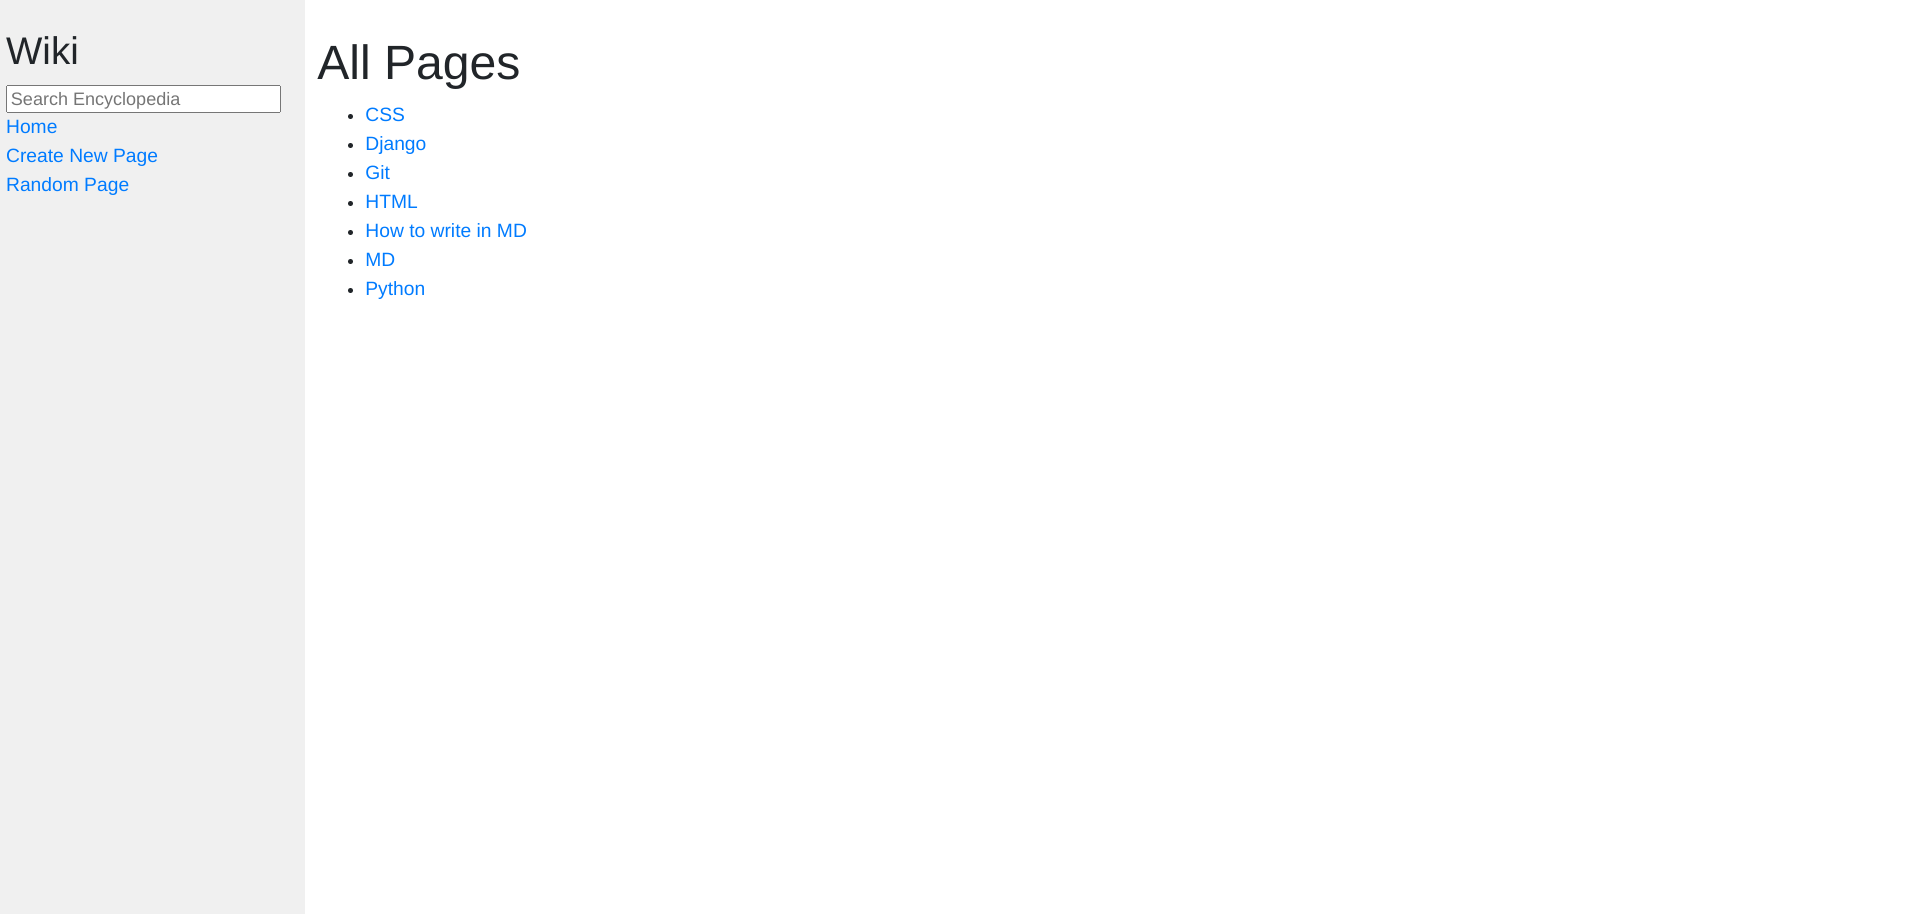 Wiki
Search Encyclopedia
Home
Create New Page
Random Page
All Pages
CSS
Django
Git
HTML
How to write in MD
MD
Python